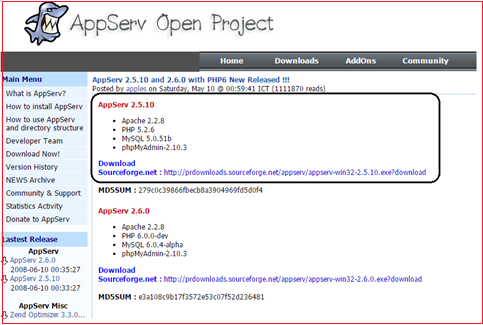 AppServ Open Project
Home Downloads AddOns Community
Main Menu
What is AppServ?
How to install AppServ
How to use AppServ
and directory structure
Developer Team
Download Now!
Version History
NEWS Archive
Community & Support
Statistics Activity
Donate to AppServ
Lastest Release
AppServ
AppServ 2.6.0
2008-06-10 00:35:27
AppServ 2.5.10
2008-06-10 00:33:27
AppServ Misc
Zend Optimizer 3.3.0...
AppServ 2.5.10 and 2.6.0 with PHP6 New Released !!!
Posted by apples on Saturday, May 10 @ 00:59:41 ICT (1111870 reads)
AppServ 2.5.10
• Apache 2.2.8
• PHP 5.2.6
• MySQL 5.0.51b
• phpMyAdmin-2.10.3
Download
Sourceforge.net : http://prdownloads.sourceforge.net/appserv/appserv-win32-2.5.10.exe?download
MD5SUM : 279c0c39866fbecb8a3904969fd5d0f4
AppServ 2.6.0
• Apache 2.2.8
• PHP 6.0.0-dev
• MySQL 6.0.4-alpha
• phpMyAdmin-2.10.3
Download
Sourceforge.net : http://prdownloads.sourceforge.net/appserv/appserv-win32-2.6.0.exe?download
MD5SUM : e3a108c9b17f3572e53c07f52d236481